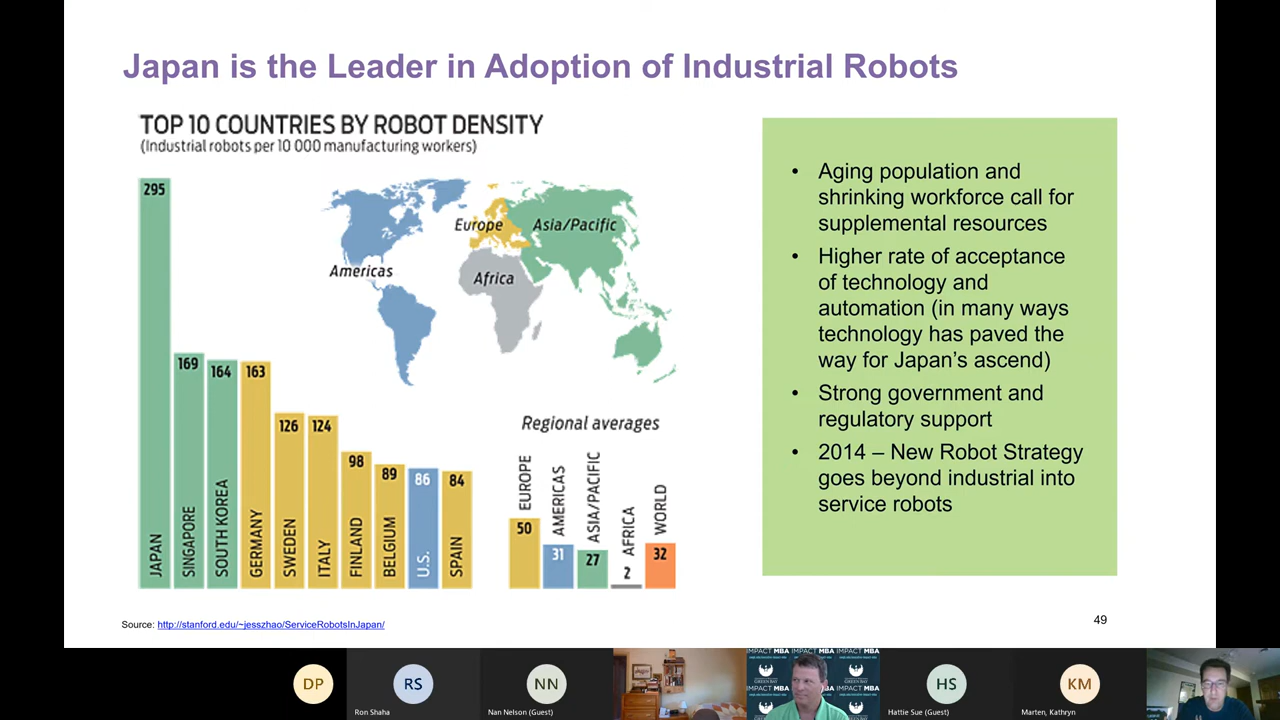 Japan is the Leader in Adoption of Industrial Robots
TOP 10 COUNTRIES BY ROBOT DENSITY
(Industrial robots per 10 000 manufacturing workers)
295
169
164
163
126
124
98
89
86
84
JAPAN
SINGAPORE
SOUTH KOREA
GERMANY
SWEDEN
ITALY
FINLAND
BELGIUM
U.S.
SPAIN
Americas
Europe
Asia/Pacific
Africa
Regional averages
EUROPE
AMERICAS
ASIA/PACIFIC
AFRICA
WORLD
50
31
27
2
32
• Aging population and
shrinking workforce call for
supplemental resources
• Higher rate of acceptance
of technology and
automation (in many ways
technology has paved the
way for Japan's ascend)
• Strong government and
regulatory support
• 2014 – New Robot Strategy
goes beyond industrial into
service robots
Source: http://stanford.edu/~jesszhao/ServiceRobotsInJapan/
49
DP
RS
Ron Shaha
NN
Nan Nelson (Guest)
IMPACT MBA
GREEN BAY
IMPACT MBA
HS
Hattie Sue (Guest)
KM
Marten, Kathryn